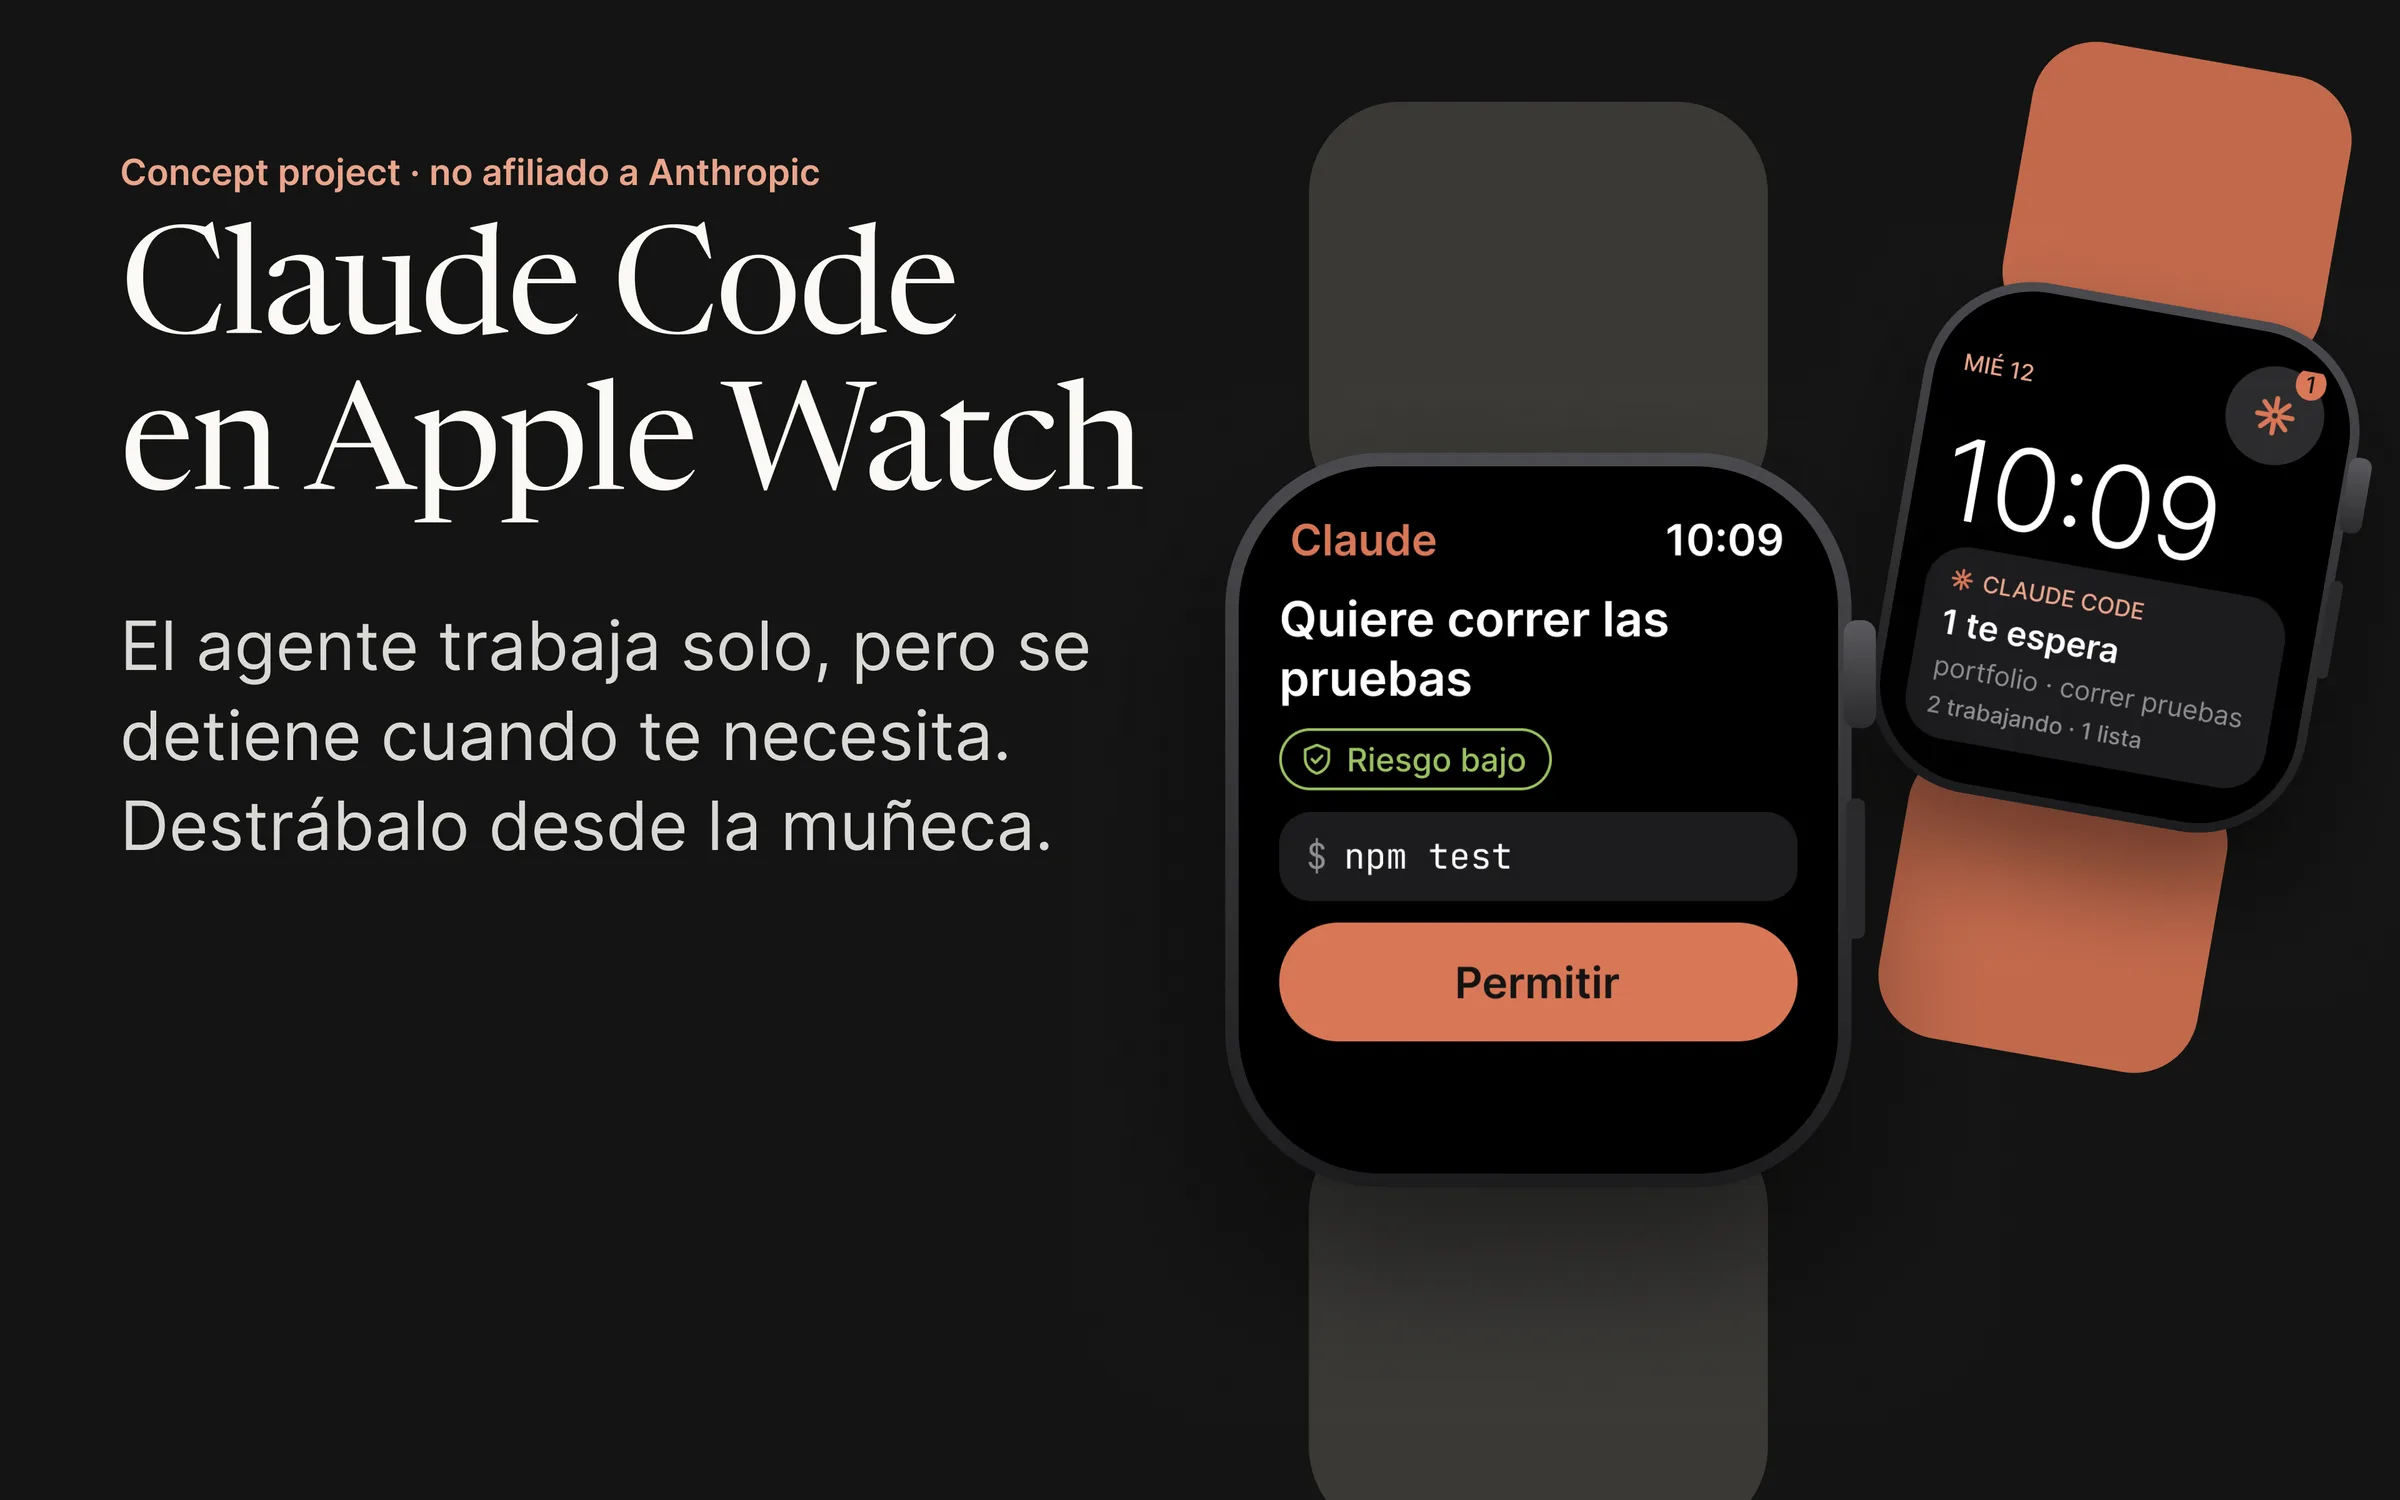 Concept project · no afiliado a Anthropic
Claude Code
en Apple Watch
El agente trabaja solo, pero se
detiene cuando te necesita.
Destrábalo desde la muñeca.
Claude 10:09
Quiere correr las
pruebas
Riesgo bajo
$ npm test
Permitir
MIÉ 12
1
10:09
CLAUDE CODE
1 te espera
portfolio · correr pruebas
2 trabajando · 1 lista